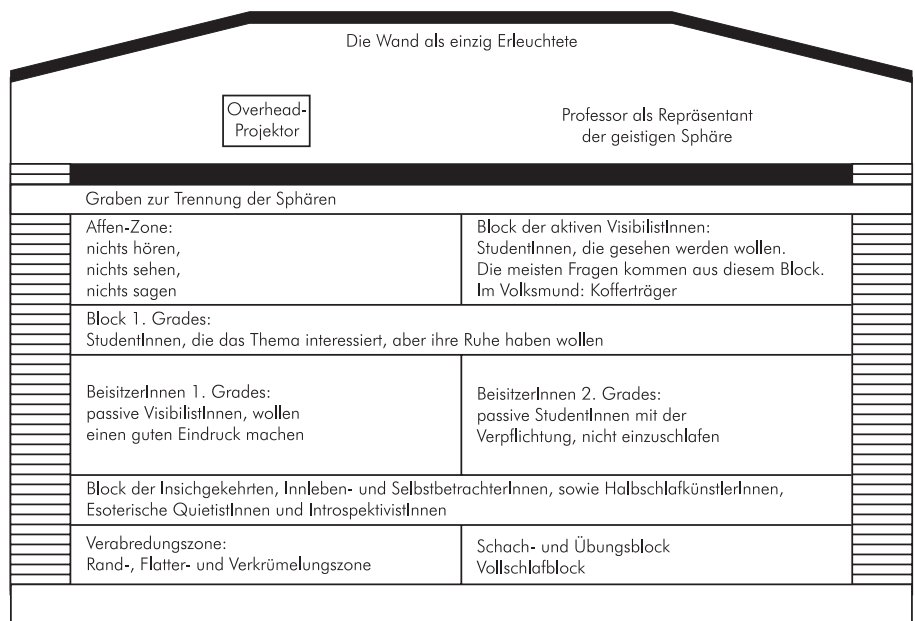 Die Wand als einzig Erleuchtete
Overhead-
Projektor
Professor als Repräsentant
der geistigen Sphäre
Graben zur Trennung der Sphären
Affen-Zone:
nichts hören,
nichts sehen,
nichts sagen
Block der aktiven VisibilistInnen:
StudentInnen, die gesehen werden wollen.
Die meisten Fragen kommen aus diesem Block.
Im Volksmund: Kofferträger
Block 1. Grades:
StudentInnen, die das Thema interessiert, aber ihre Ruhe haben wollen
BeisitzerInnen 1. Grades:
passive VisibilistInnen, wollen
einen guten Eindruck machen
BeisitzerInnen 2. Grades:
passive StudentInnen mit der
Verpflichtung, nicht einzuschlafen
Block der Insichgekehrten, Innleben- und SelbstbetrachterInnen, sowie HalbschlafkünstlerInnen,
Esoterische QuietistInnen und IntrospektivistInnen
Verabredungszone:
Rand-, Flatter- und Verkrümelungszone
Schach- und Übungsblock
Vollschlafblock